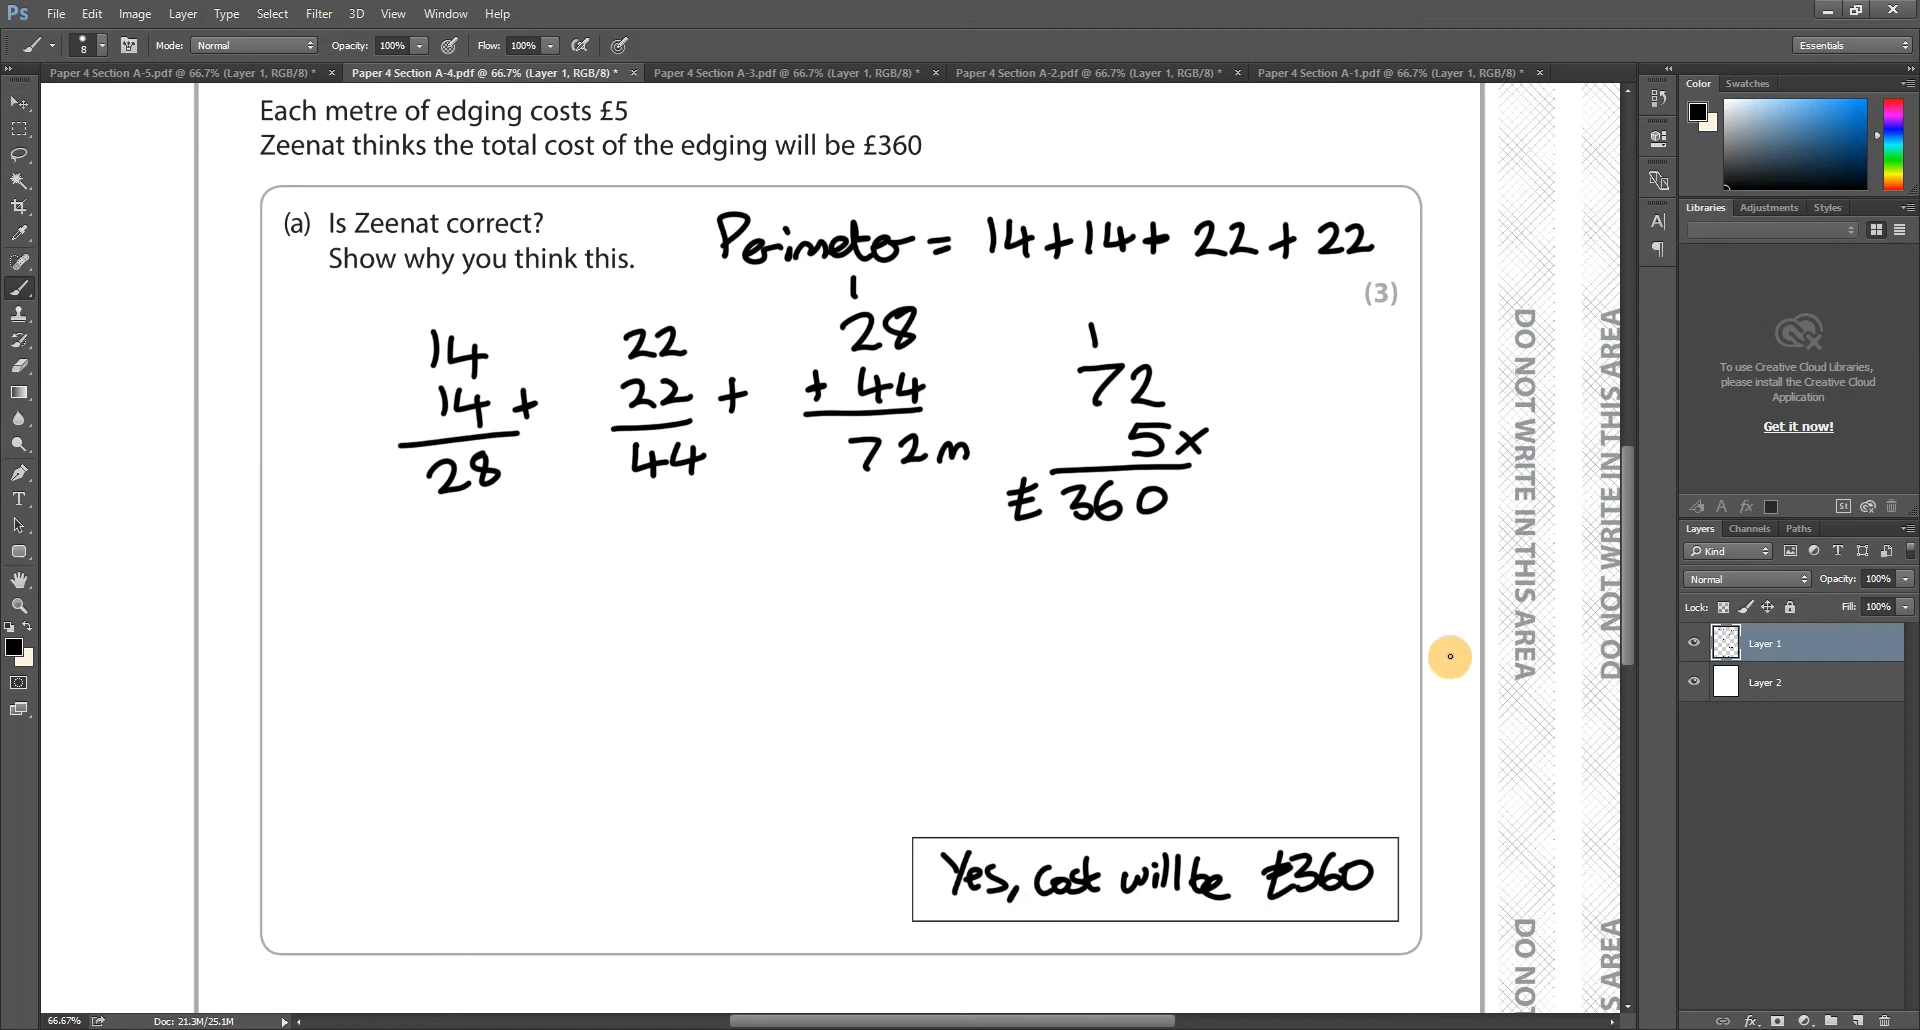 Ps File Edit Image Layer Type Select Filter 3D View Window Help
8 Mode: Normal Opacity: 100% Flow: 100% Essentials
Paper 4 Section A-5.pdf @ 66.7% (Layer 1, RGB/8) * × Paper 4 Section A-4.pdf @ 66.7% (Layer 1, RGB/8) * × Paper 4 Section A-3.pdf @ 66.7% (Layer 1, RGB/8) * × Paper 4 Section A-2.pdf @ 66.7% (Layer 1, RGB/8) * × Paper 4 Section A-1.pdf @ 66.7% (Layer 1, RGB/8) * ×
Each metre of edging costs £5
Zeenat thinks the total cost of the edging will be £360
(a) Is Zeenat correct?
Show why you think this.
Perimeter = 14+14+ 22+22
(3)
14
14 +
28
22
22 +
44
1
28
+ 44
72m
1
72
5x
£360
Yes, cost will be £360
DO NOT WRITE IN THIS AREA
DO NOT WRITE IN THIS AREA
DO NOT
S AREA
Color Swatches
Libraries Adjustments Styles
To use Creative Cloud Libraries,
please install the Creative Cloud
Application
Get it now!
Layers Channels Paths
Kind
Normal Opacity: 100%
Lock: Fill: 100%
Layer 1
Layer 2
66.67% Doc: 21.3M/25.1M